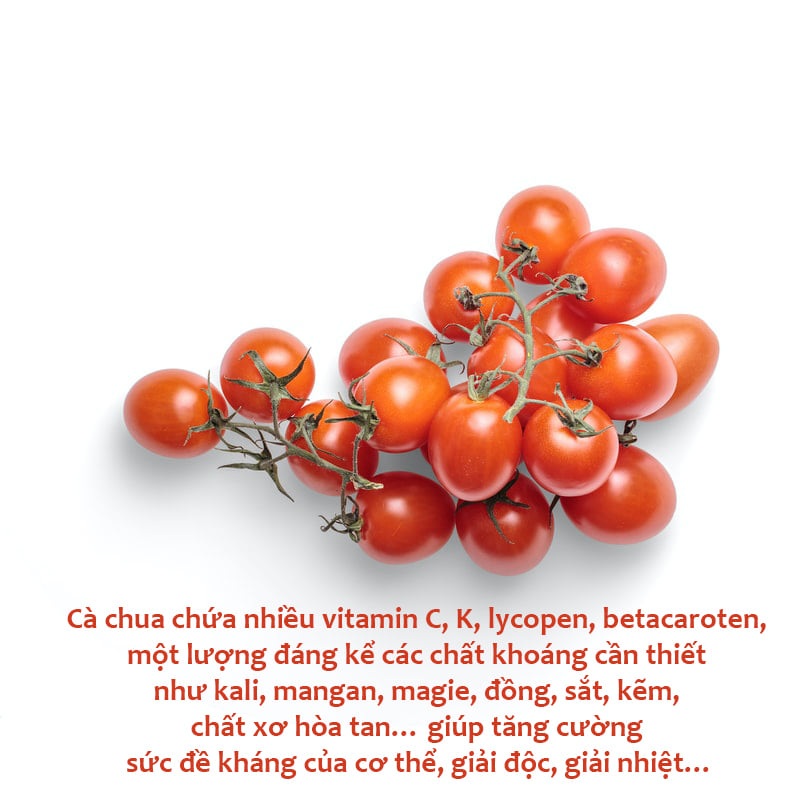 Cà chua chứa nhiều vitamin C, K, lycopen, betacaroten,
một lượng đáng kể các chất khoáng cần thiết
như kali, mangan, magie, đồng, sắt, kẽm,
chất xơ hòa tan... giúp tăng cường
sức đề kháng của cơ thể, giải độc, giải nhiệt...